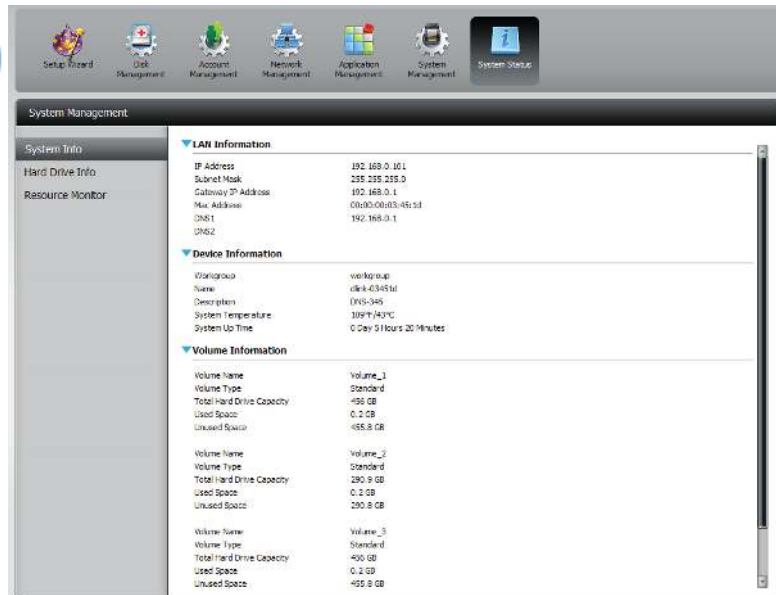 Setup Wizard
Disk Management
Account Management
Network Management
Application Management
System Management
System Status
System Management
System Info
Hard Drive Info
Resource Monitor
LAN Information
IP Address 192.168.0.101
Subnet Mask 255.255.255.0
Gateway IP Address 192.168.0.1
Mac Address 00:00:00:03:45:1d
DNS1 192.168.0.1
DNS2
Device Information
Workgroup workgroup
Name dlink-03451d
Description DNS-345
System Temperature 109°F/43°C
System Up Time 0 Day 5 Hours 20 Minutes
Volume Information
Volume Name Volume_1
Volume Type Standard
Total Hard Drive Capacity 456 GB
Used Space 0.2 GB
Unused Space 455.8 GB
Volume Name Volume_2
Volume Type Standard
Total Hard Drive Capacity 290.9 GB
Used Space 0.2 GB
Unused Space 290.8 GB
Volume Name Volume_3
Volume Type Standard
Total Hard Drive Capacity 456 GB
Used Space 0.2 GB
Unused Space 455.8 GB